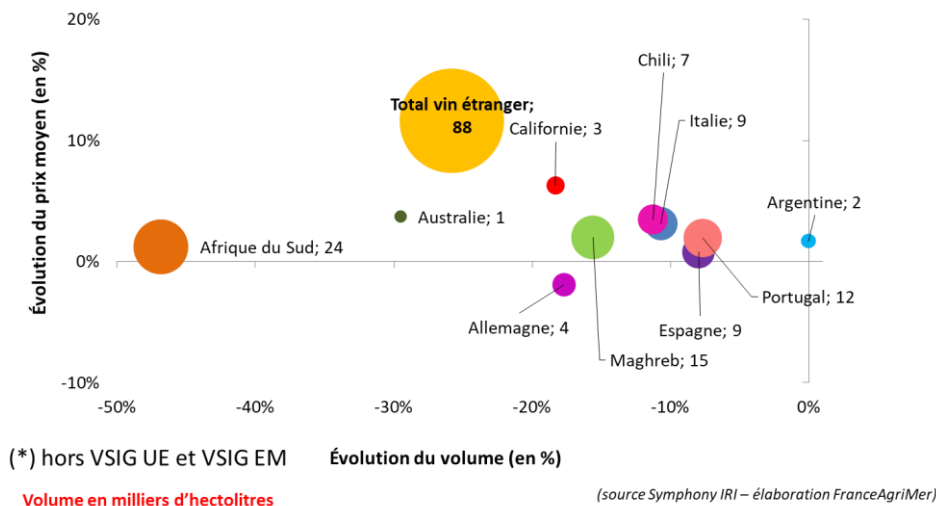 20%
10%
0%
-10%
Évolution du prix moyen (en %)
Total vin étranger;
88
Californie; 3
Chili; 7
Italie; 9
Argentine; 2
Australie; 1
Afrique du Sud; 24
Allemagne; 4
Maghreb; 15
Espagne; 9
Portugal; 12
-50%
-40%
-30%
-20%
-10%
0%
(*) hors VSIG UE et VSIG EM
Évolution du volume (en %)
Volume en milliers d’hectolitres
(source Symphony IRI – élaboration FranceAgriMer)